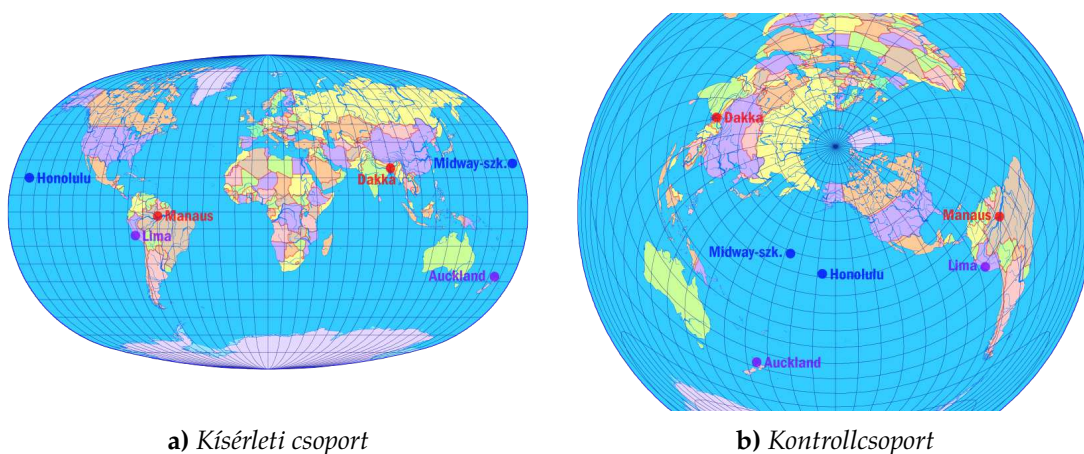 Midway-szk.
Honolulu
Dakka
Manaus
Lima
Auckland
a) Kísérleti csoport
Dakka
Manaus
Midway-szk.
Lima
Honolulu
Auckland
b) Kontrollcsoport